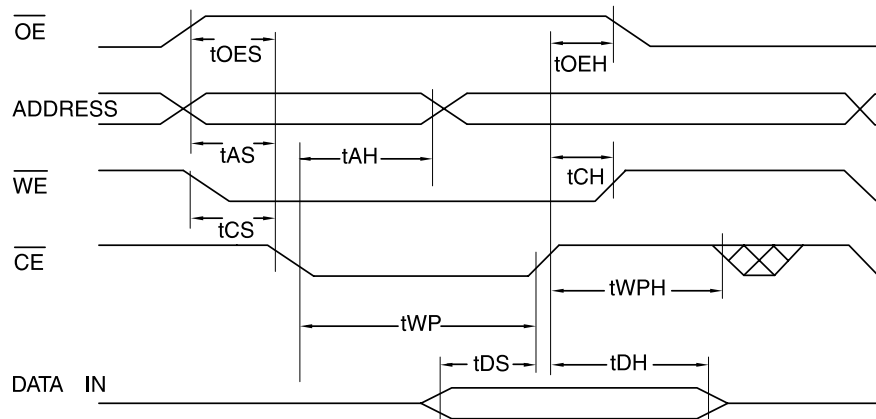 OE
tOES
tOEH
ADDRESS
tAS
tAH
tCH
WE
tCS
CE
tWPH
tWP
tDS
tDH
DATA IN